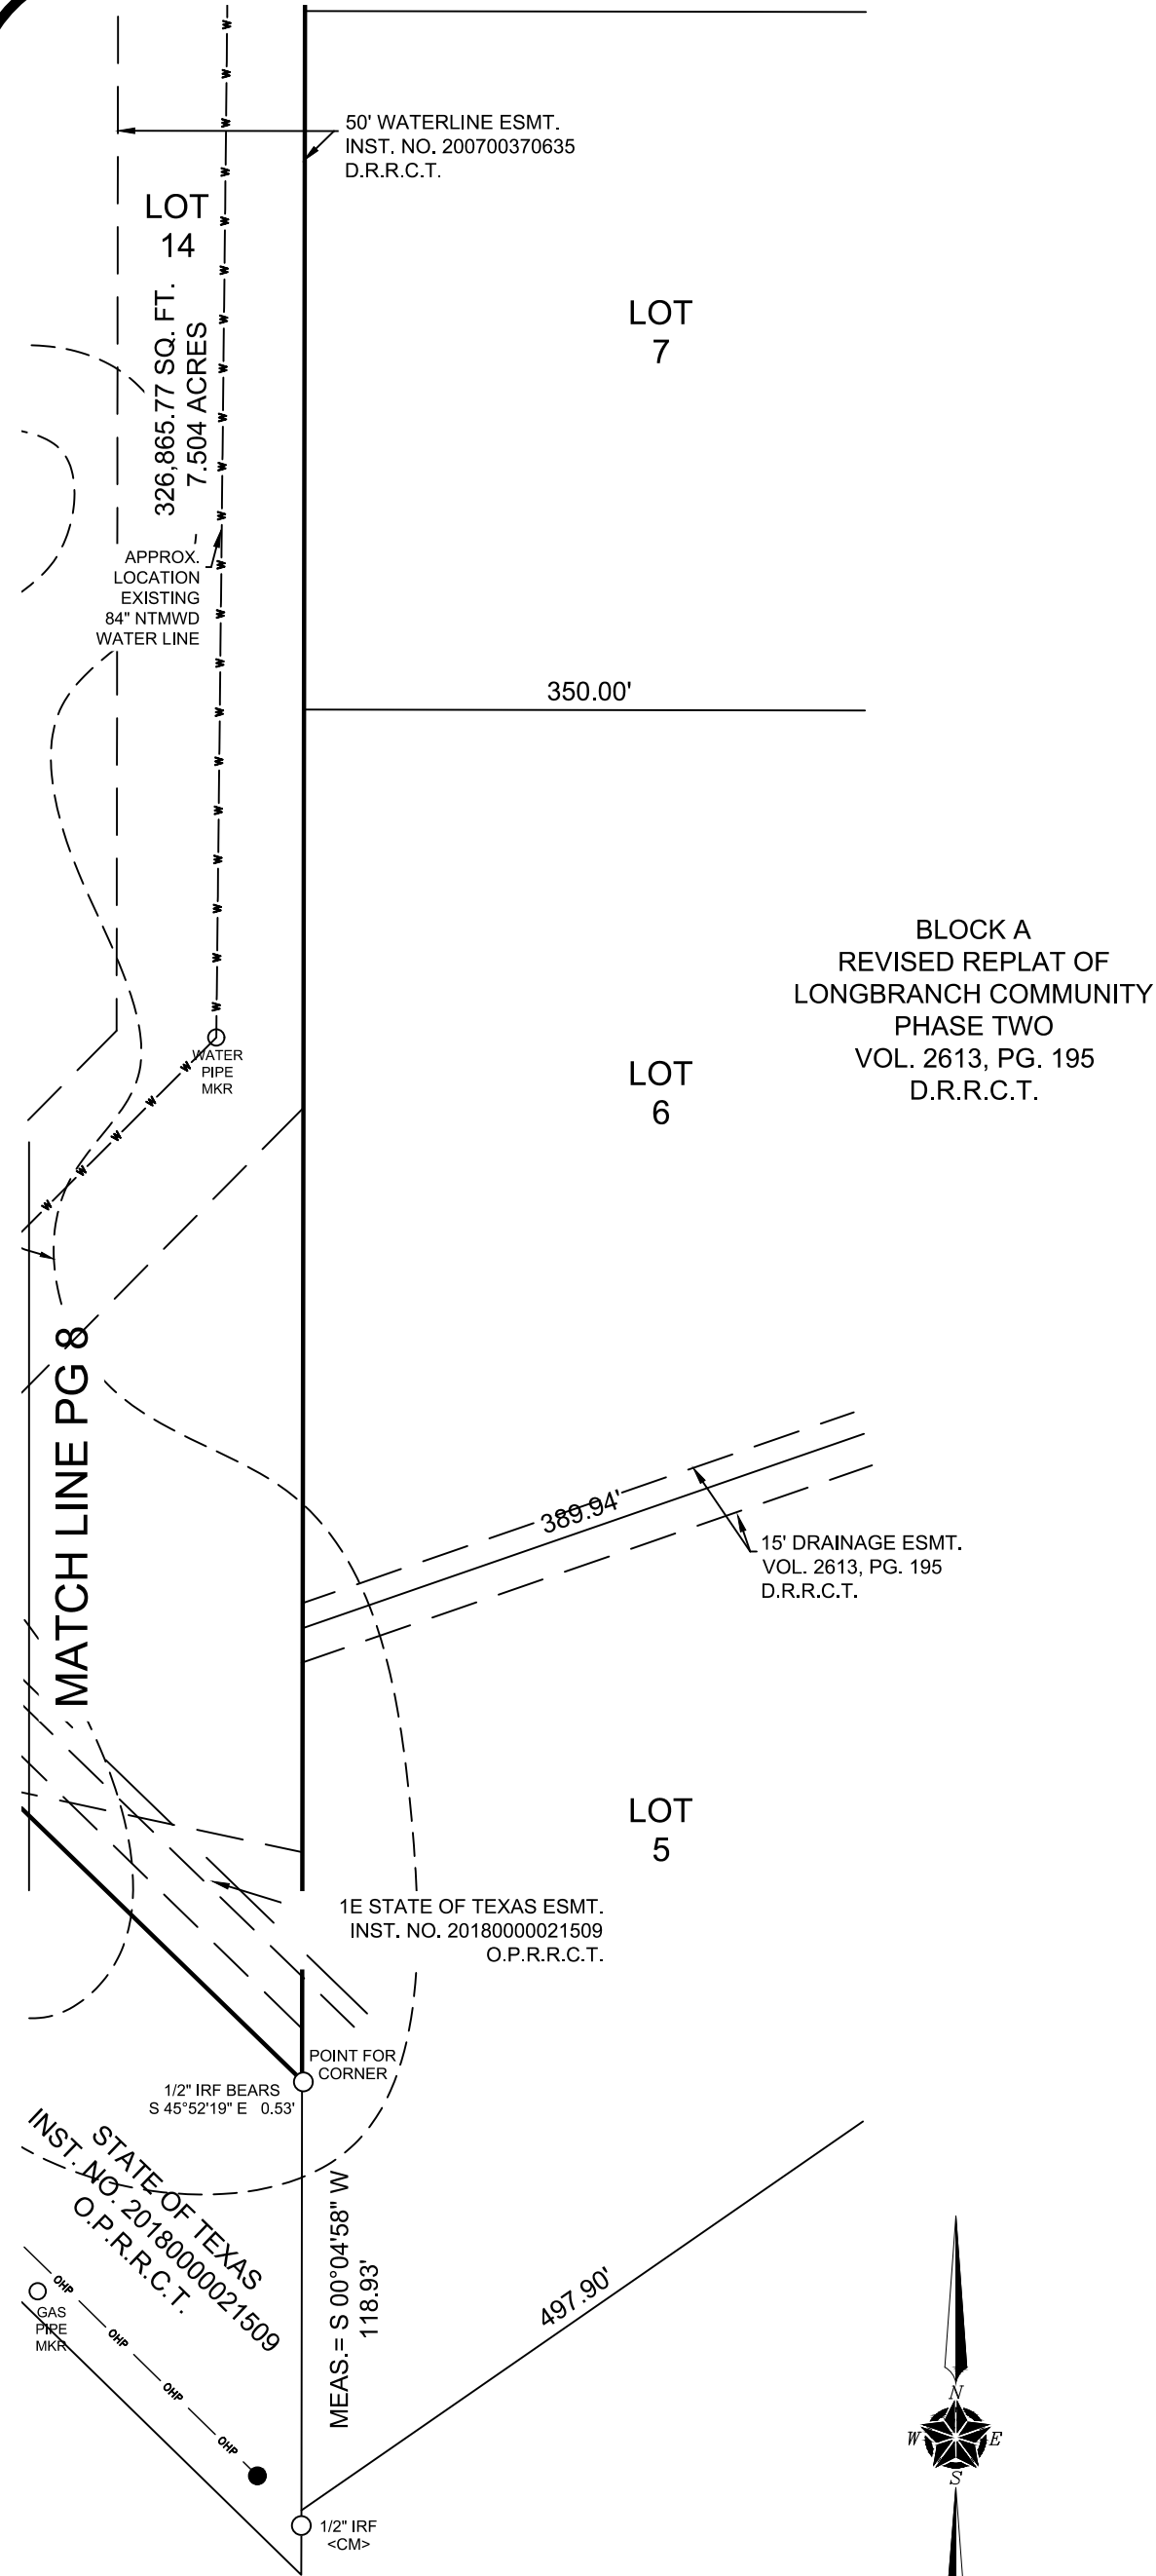 50' WATERLINE ESMT.
INST. NO. 200700370635
D.R.R.C.T.
LOT
14
326,865.77 SQ. FT.
7.504 ACRES
LOT
7
APPROX.
LOCATION
EXISTING
84" NTMWD
WATER LINE
W W W W W W W W W W W W W W W W W W W W W
350.00'
BLOCK A
REVISED REPLAT OF
LONGBRANCH COMMUNITY
PHASE TWO
VOL. 2613, PG. 195
D.R.R.C.T.
WATER
PIPE
MKR
W W W W W
LOT
6
MATCH LINE PG 8
389.94'
15' DRAINAGE ESMT.
VOL. 2613, PG. 195
D.R.R.C.T.
LOT
5
1E STATE OF TEXAS ESMT.
INST. NO. 20180000021509
O.P.R.R.C.T.
POINT FOR
CORNER
1/2" IRF BEARS
S 45°52'19" E 0.53'
STATE OF TEXAS
INST. NO. 20180000021509
O.P.R.R.C.T.
MEAS.= S 00°04'58" W
118.93'
497.90'
OHP OHP OHP OHP
GAS
PIPE
MKR
1/2" IRF
<CM>
N
W E
S